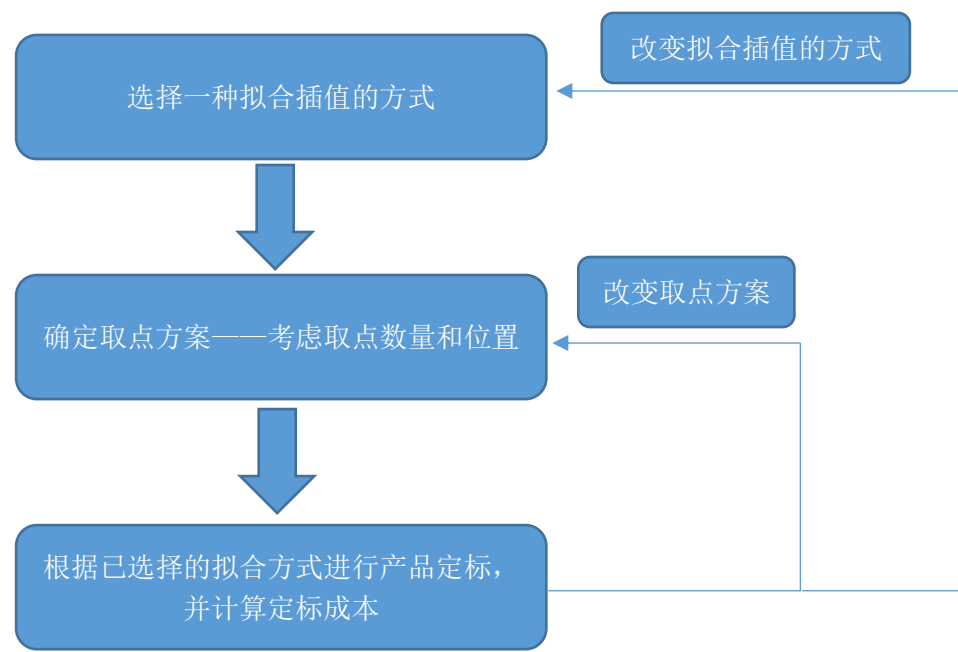 改变拟合插值的方式
选择一种拟合插值的方式
改变取点方案
确定取点方案——考虑取点数量和位置
根据已选择的拟合方式进行产品定标，
并计算定标成本